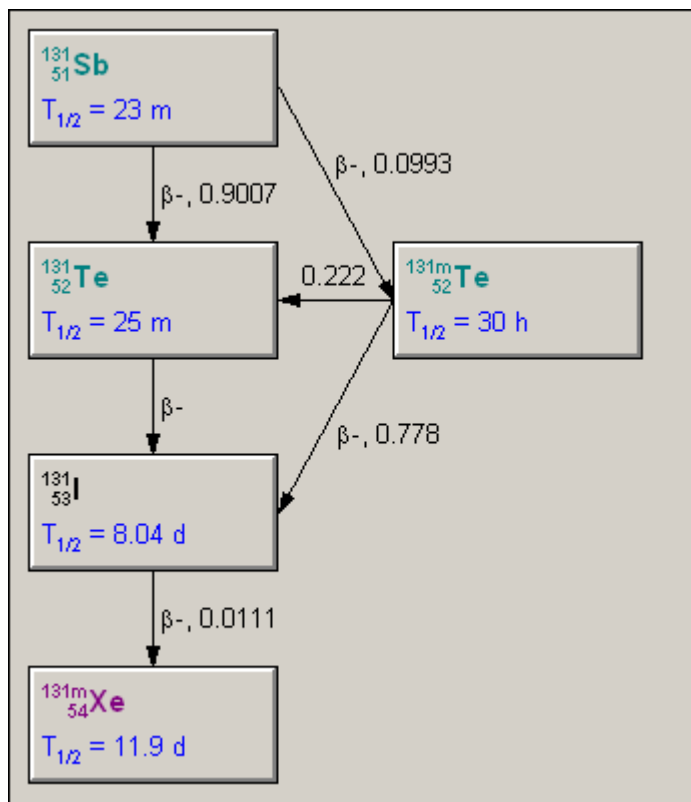 131
51Sb
T1/2 = 23 m
β-, 0.9007
β-, 0.0993
131
52Te
T1/2 = 25 m
0.222
131m
52Te
T1/2 = 30 h
β-
β-, 0.778
131
53I
T1/2 = 8.04 d
β-, 0.0111
131m
54Xe
T1/2 = 11.9 d